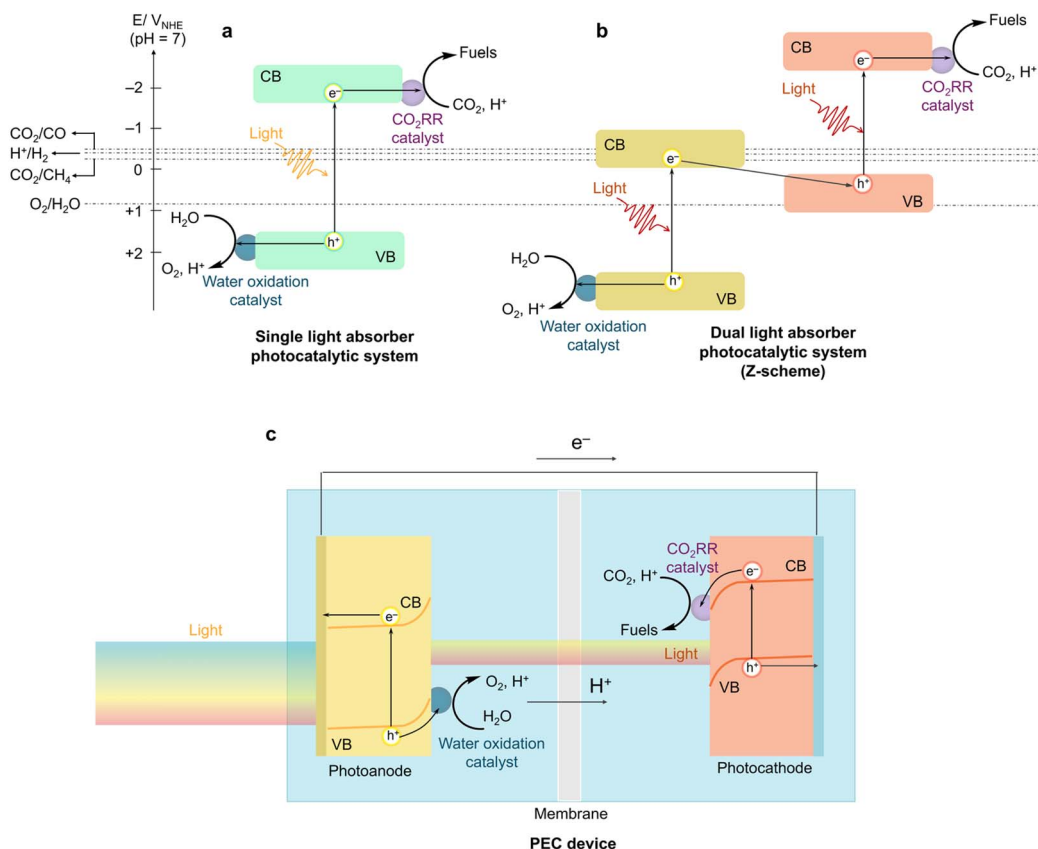 E/ V_NHE
(pH = 7)
–2
–1
0
+1
+2
CO₂/CO
H⁺/H₂
CO₂/CH₄
O₂/H₂O
a
CB
e⁻
Fuels
CO₂, H⁺
CO₂RR
catalyst
Light
H₂O
h⁺
VB
O₂, H⁺
Water oxidation
catalyst
Single light absorber
photocatalytic system
b
CB
e⁻
Fuels
CO₂, H⁺
CO₂RR
catalyst
Light
CB
e⁻
h⁺
VB
Light
H₂O
h⁺
VB
O₂, H⁺
Water oxidation
catalyst
Dual light absorber
photocatalytic system
(Z-scheme)
c
e⁻
Light
CB
e⁻
VB
h⁺
Photoanode
O₂, H⁺
H₂O
Water oxidation
catalyst
H⁺
Membrane
CO₂RR
catalyst
CO₂, H⁺
Fuels
Light
e⁻
CB
h⁺
VB
Photocathode
PEC device